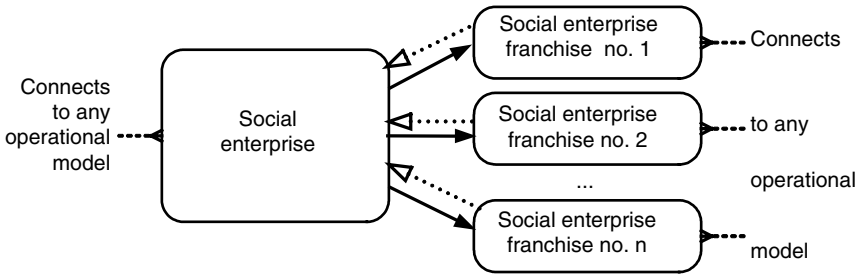 Connects
to any
operational
model
Social
enterprise
Social enterprise
franchise no. 1
Social enterprise
franchise no. 2
...
Social enterprise
franchise no. n
Connects
to any
operational
model